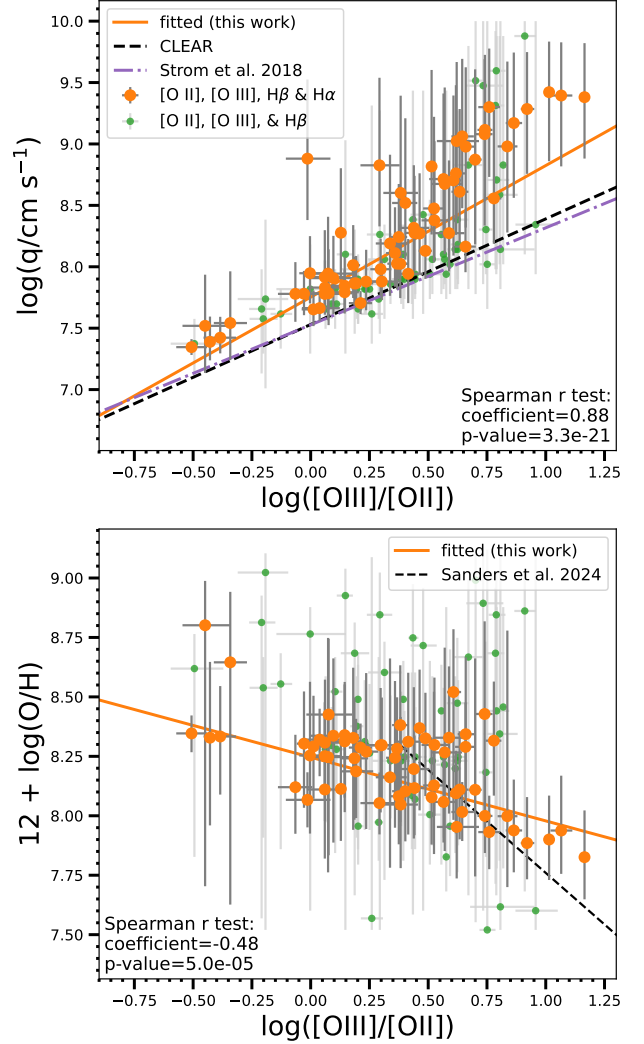 10.0
9.5
9.0
8.5
8.0
7.5
7.0
log(q/cm s⁻¹)
fitted (this work)
CLEAR
Strom et al. 2018
[O II], [O III], Hβ & Hα
[O II], [O III], & Hβ
Spearman r test:
coefficient=0.88
p-value=3.3e-21
−0.75 −0.50 −0.25 0.00 0.25 0.50 0.75 1.00 1.25
log([OIII]/[OII])
9.00
8.75
8.50
8.25
8.00
7.75
7.50
12 + log(O/H)
fitted (this work)
Sanders et al. 2024
Spearman r test:
coefficient=-0.48
p-value=5.0e-05
−0.75 −0.50 −0.25 0.00 0.25 0.50 0.75 1.00 1.25
log([OIII]/[OII])